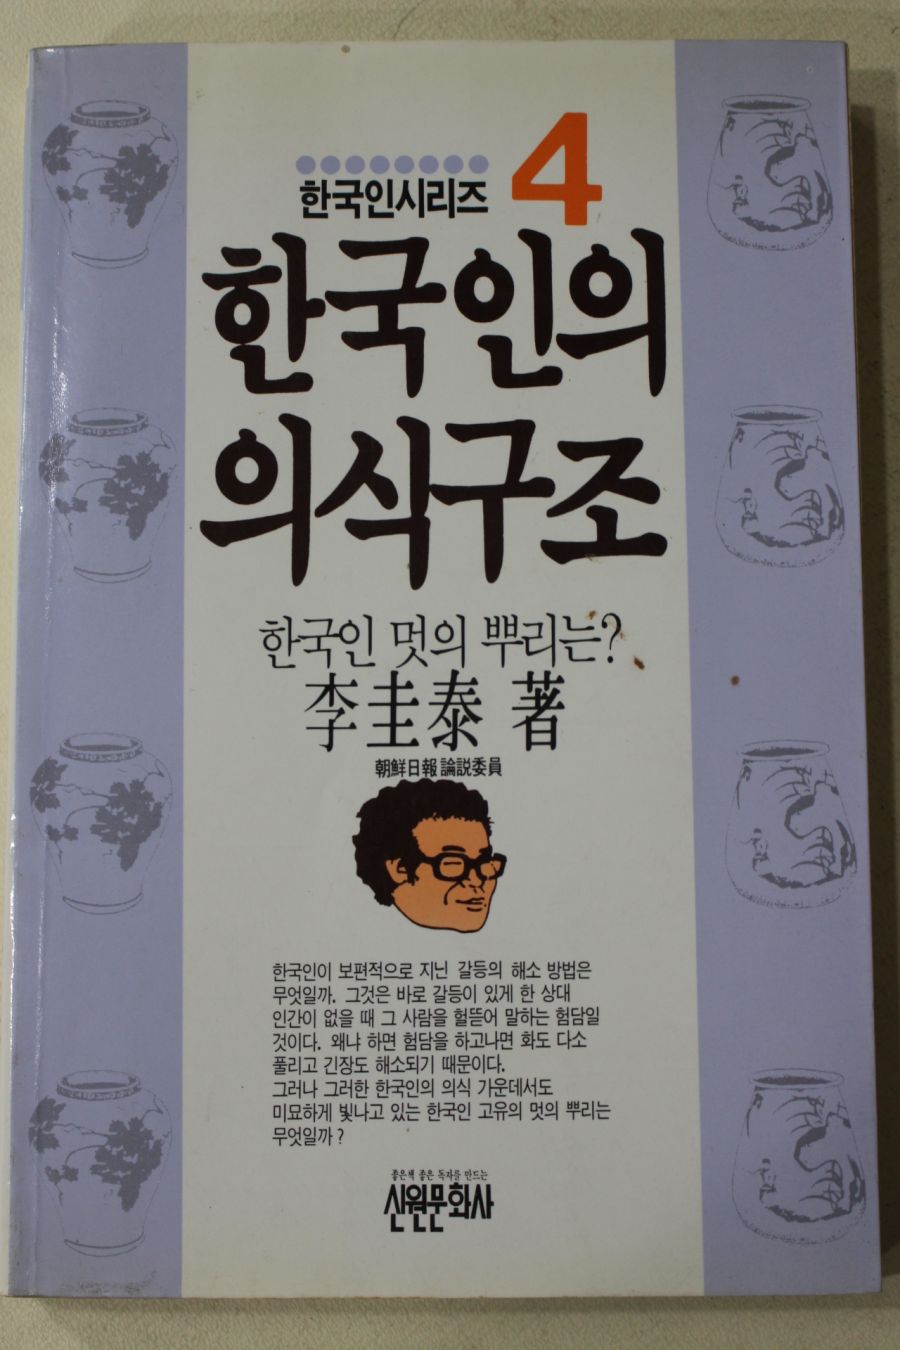 한국인시리즈 4
한국인의
의식구조
한국인 멋의 뿌리는?
李圭泰 著
朝鮮日報 論説委員
한국인이 보편적으로 지닌 갈등의 해소 방법은
무엇일까. 그것은 바로 갈등이 있게 한 상대
인간이 없을 때 그 사람을 헐뜯어 말하는 험담일
것이다. 왜냐 하면 험담을 하고나면 화도 다소
풀리고 긴장도 해소되기 때문이다.
그러나 그러한 한국인의 의식 가운데서도
미묘하게 빛나고 있는 한국인 고유의 멋의 뿌리는
무엇일까?
좋은책 좋은 독자를 만드는
신원문화사